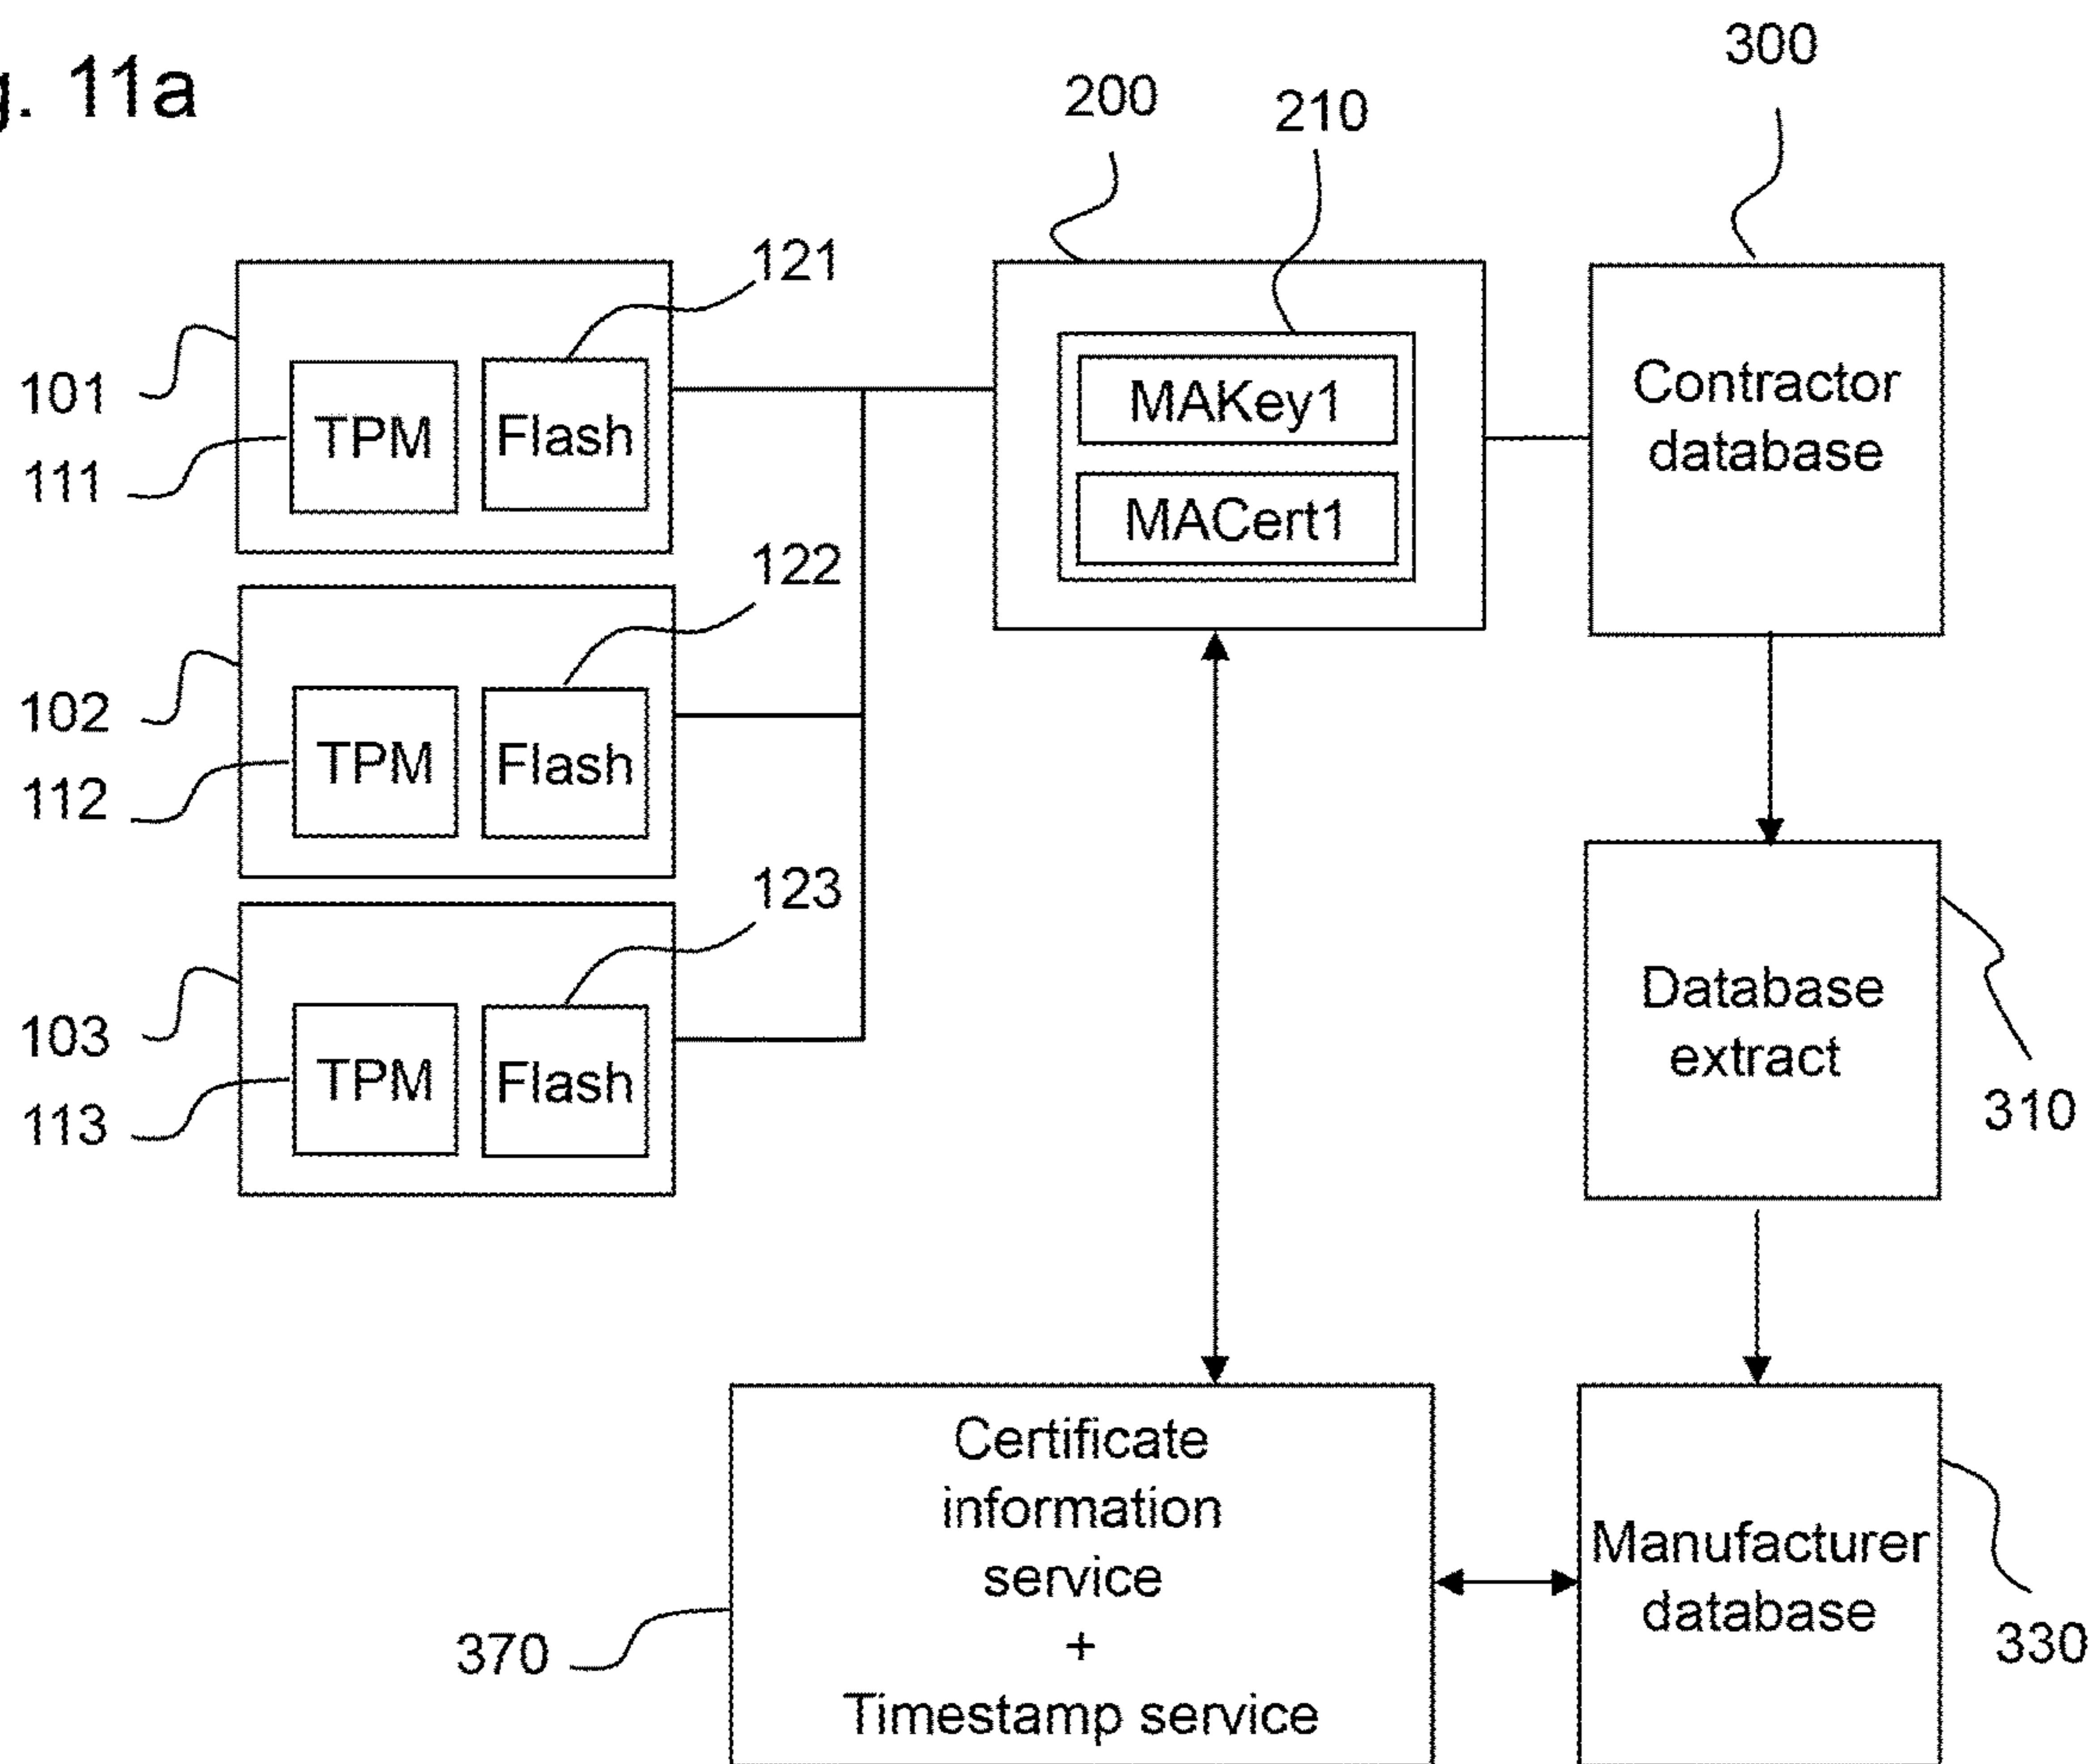 g. 11a
300
200
210
121
101
TPM
Flash
111
MAKey1
MACert1
Contractor
database
122
102
TPM
Flash
112
123
103
TPM
Flash
113
Database
extract
310
Certificate
information
service
+
Timestamp service
370
Manufacturer
database
330